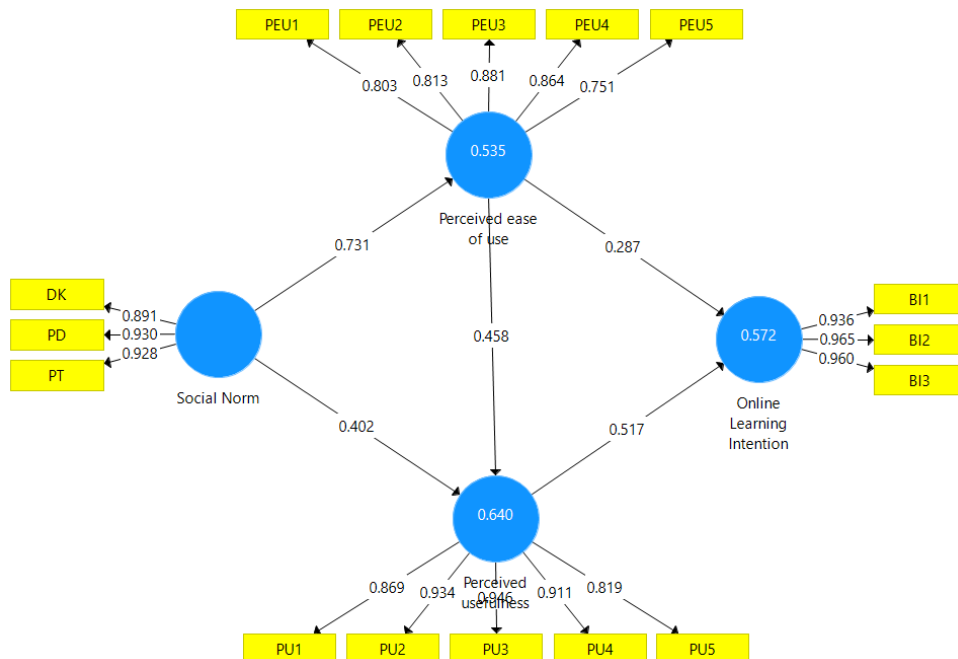 PEU1 PEU2 PEU3 PEU4 PEU5
0.803 0.813 0.881 0.864 0.751
0.535
Perceived ease
of use
0.731 0.287
DK
PD
PT
0.891
0.930
0.928
Social Norm
0.458
0.572
Online
Learning
Intention
0.936
0.965
0.960
BI1
BI2
BI3
0.402 0.517
0.640
Perceived
usefulness
0.869 0.934 0.946 0.911 0.819
PU1 PU2 PU3 PU4 PU5